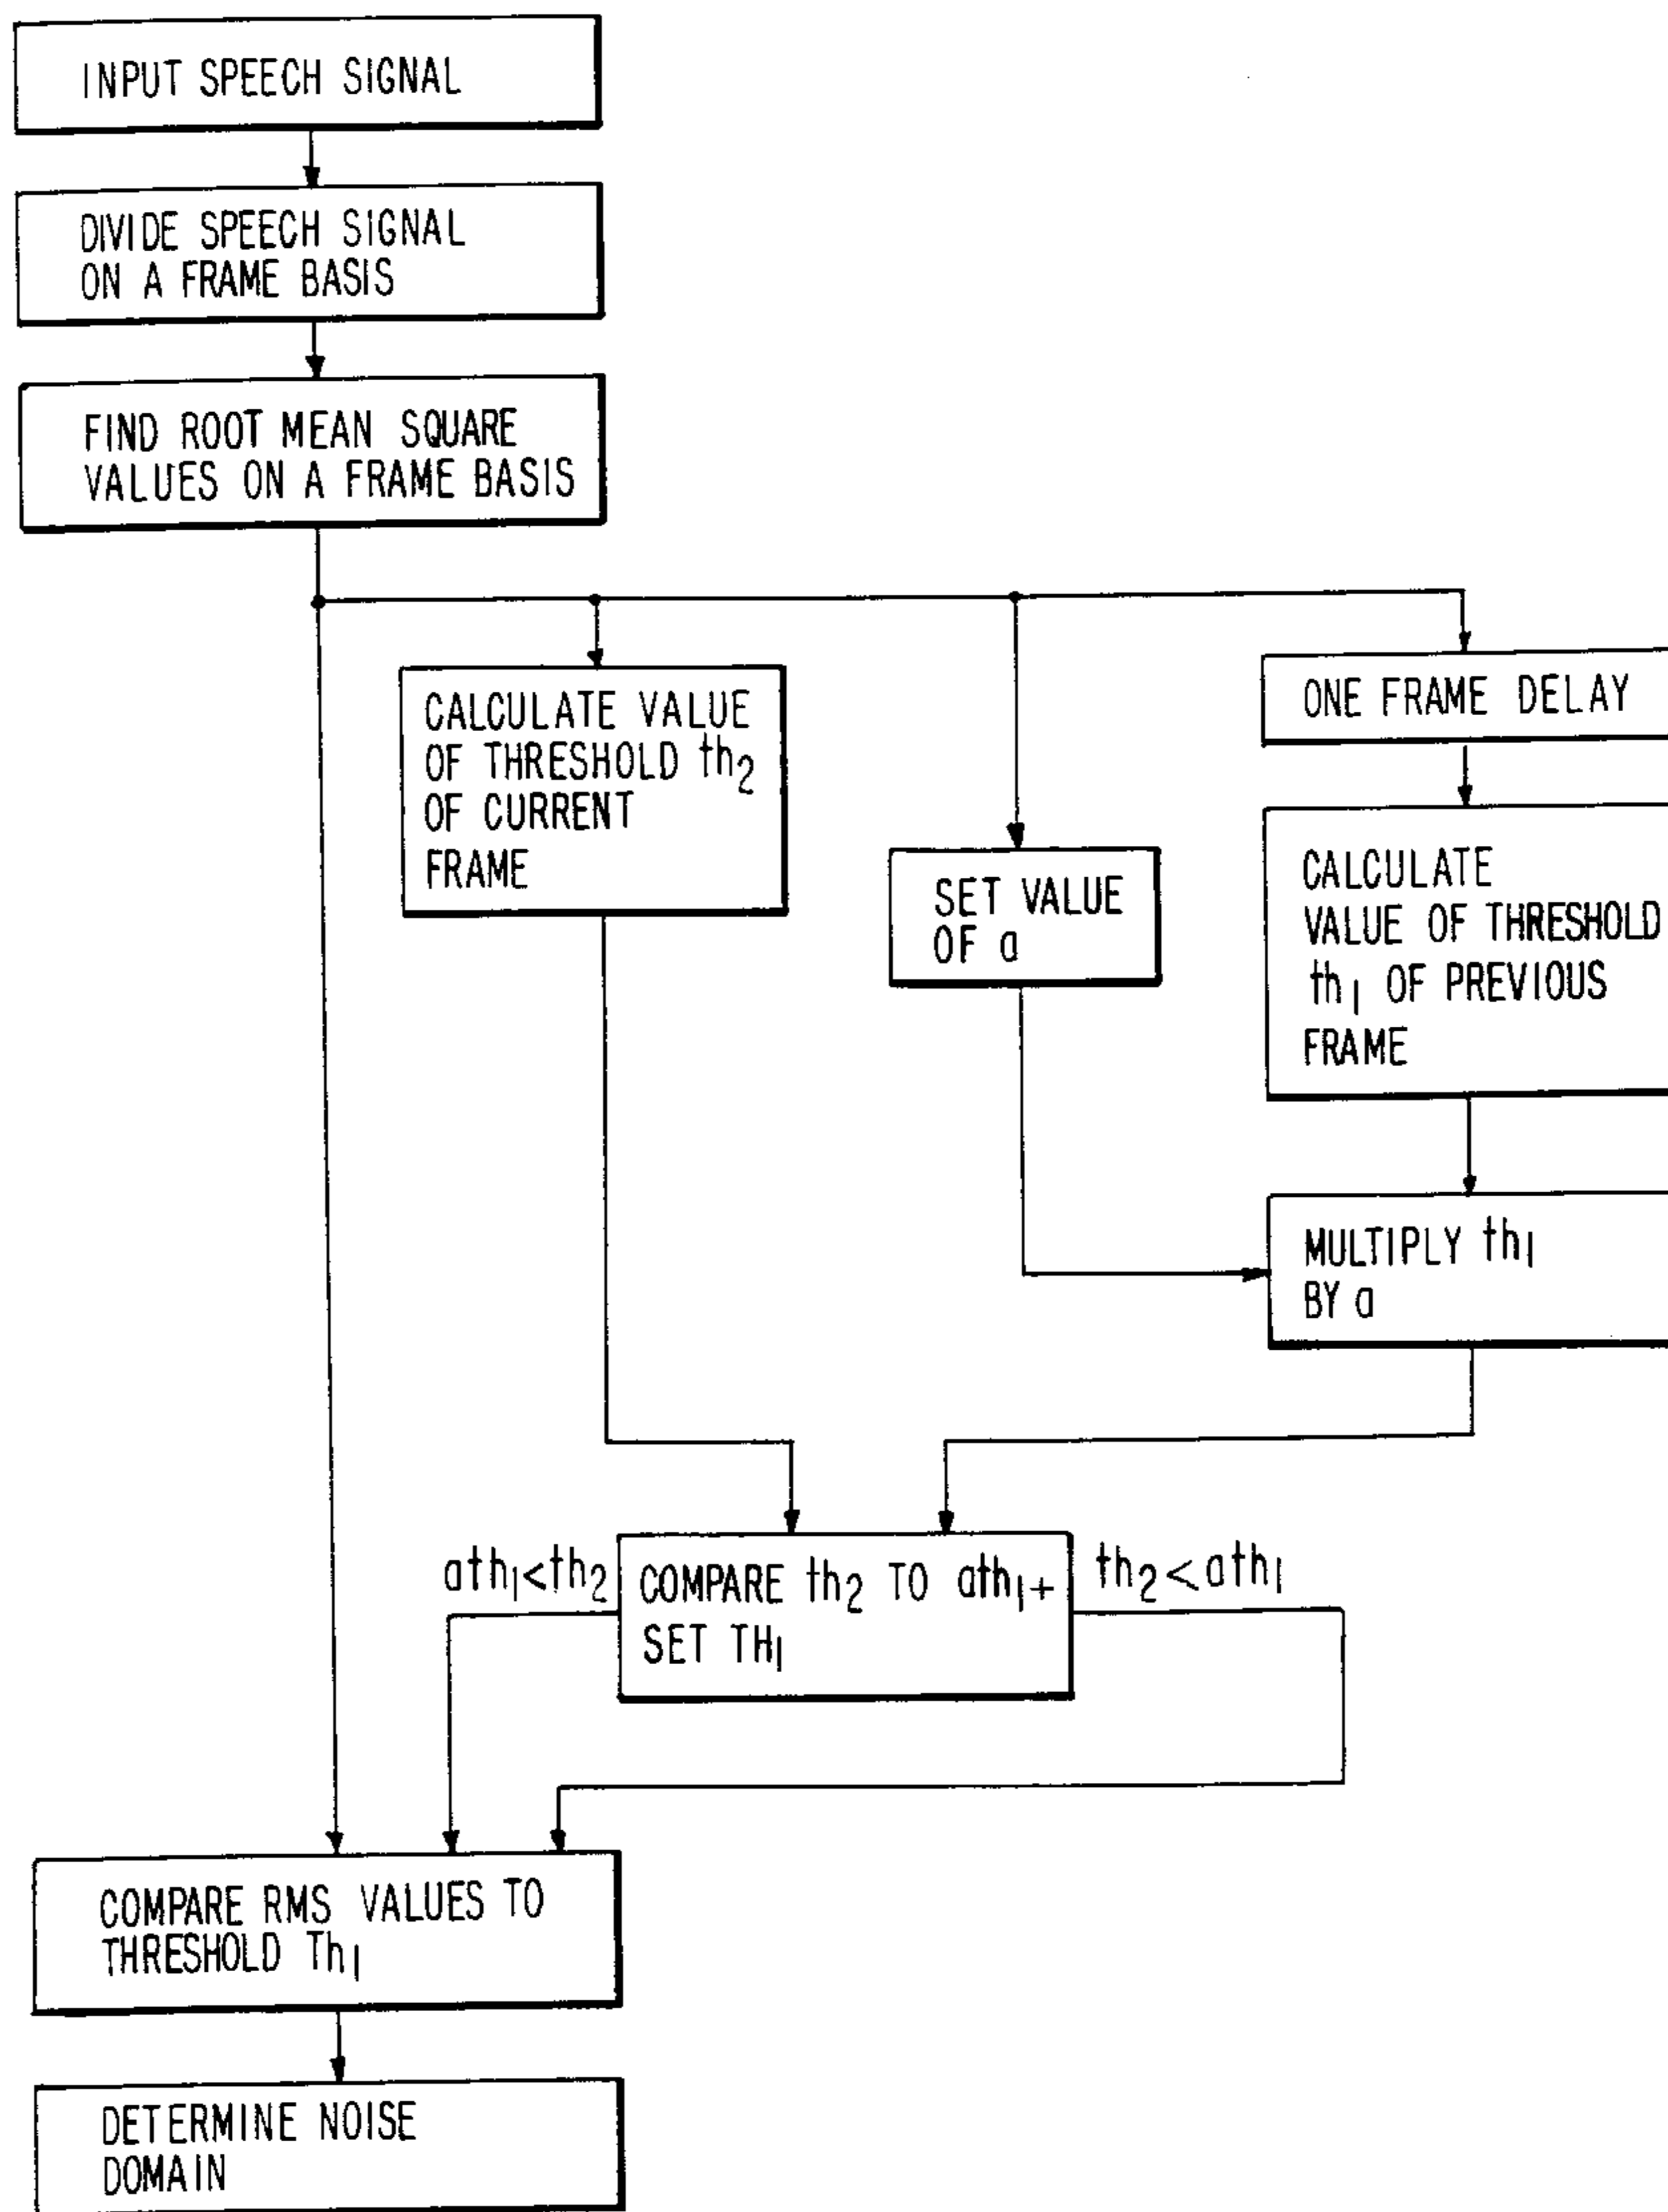 INPUT SPEECH SIGNAL
DIVIDE SPEECH SIGNAL
ON A FRAME BASIS
FIND ROOT MEAN SQUARE
VALUES ON A FRAME BASIS
CALCULATE VALUE
OF THRESHOLD th₂
OF CURRENT
FRAME
SET VALUE
OF a
ONE FRAME DELAY
CALCULATE
VALUE OF THRESHOLD
th₁ OF PREVIOUS
FRAME
MULTIPLY th₁
BY a
ath₁<th₂
COMPARE th₂ TO ath₁+
SET TH₁
th₂<ath₁
COMPARE RMS VALUES TO
THRESHOLD Th₁
DETERMINE NOISE
DOMAIN